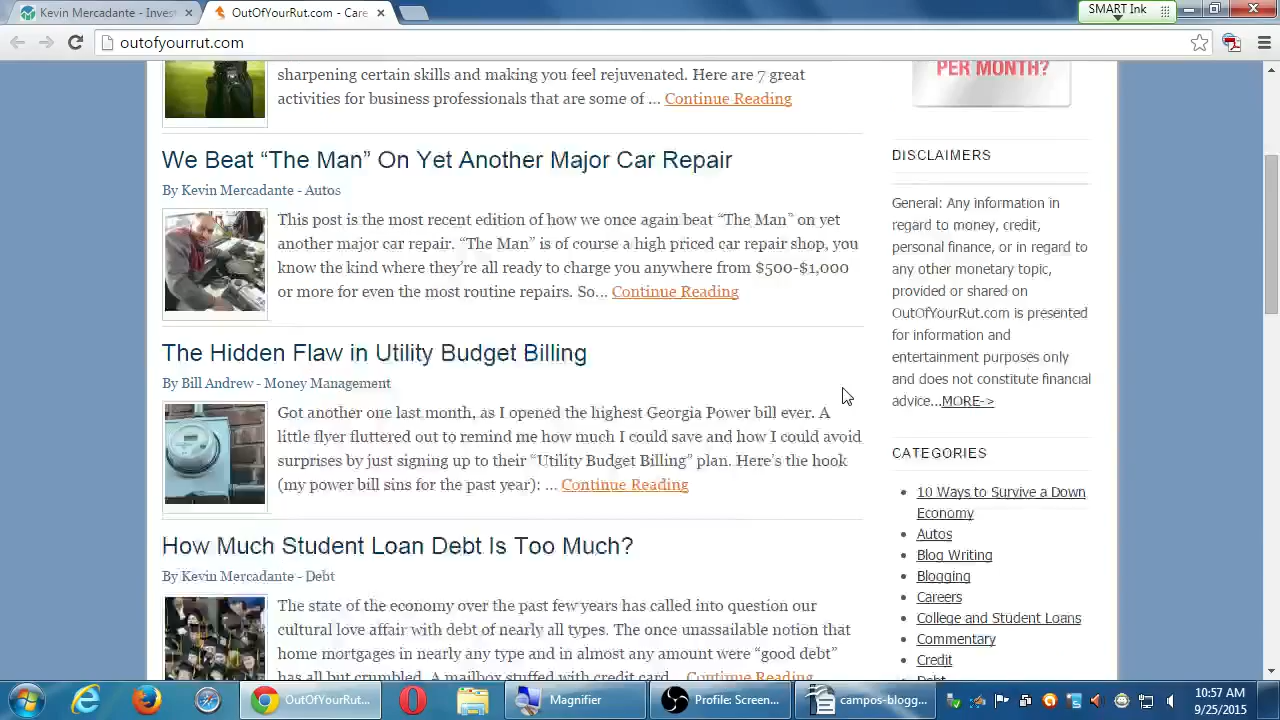 Kevin Mercadante - Invest
OutOfYourRut.com - Care
SMART Ink
outofyourrut.com
sharpening certain skills and making you feel rejuvenated. Here are 7 great
activities for business professionals that are some of ... Continue Reading
We Beat “The Man” On Yet Another Major Car Repair
By Kevin Mercadante - Autos
This post is the most recent edition of how we once again beat “The Man” on yet
another major car repair. “The Man” is of course a high priced car repair shop, you
know the kind where they’re all ready to charge you anywhere from $500-$1,000
or more for even the most routine repairs. So... Continue Reading
The Hidden Flaw in Utility Budget Billing
By Bill Andrew - Money Management
Got another one last month, as I opened the highest Georgia Power bill ever. A
little flyer fluttered out to remind me how much I could save and how I could avoid
surprises by just signing up to their “Utility Budget Billing” plan. Here’s the hook
(my power bill sins for the past year): ... Continue Reading
How Much Student Loan Debt Is Too Much?
By Kevin Mercadante - Debt
The state of the economy over the past few years has called into question our
cultural love affair with debt of nearly all types. The once unassailable notion that
home mortgages in nearly any type and in almost any amount were “good debt”
has all but crumbled. A mailbox stuffed with credit card... Continue Reading
PER MONTH?
DISCLAIMERS
General: Any information in
regard to money, credit,
personal finance, or in regard to
any other monetary topic,
provided or shared on
OutOfYourRut.com is presented
for information and
entertainment purposes only
and does not constitute financial
advice...MORE->
CATEGORIES
10 Ways to Survive a Down
Economy
Autos
Blog Writing
Blogging
Careers
College and Student Loans
Commentary
Credit
Debt
OutOfYourRut...
Magnifier
Profile: Screen...
campos-blogg...
10:57 AM
9/25/2015